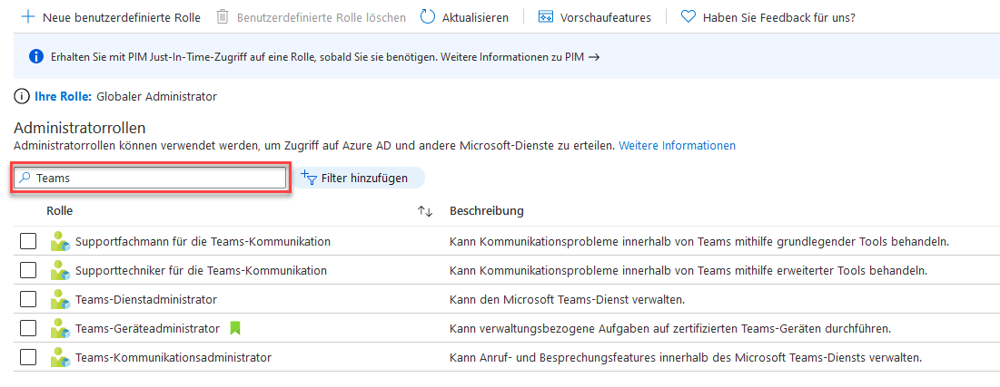 Neue benutzerdefinierte Rolle Benutzerdefinierte Rolle löschen Aktualisieren Vorschaufeatures Haben Sie Feedback für uns?
Erhalten Sie mit PIM Just-In-Time-Zugriff auf eine Rolle, sobald Sie sie benötigen. Weitere Informationen zu PIM →
Ihre Rolle: Globaler Administrator
Administratorrollen
Administratorrollen können verwendet werden, um Zugriff auf Azure AD und andere Microsoft-Dienste zu erteilen. Weitere Informationen
Teams Filter hinzufügen
Rolle Beschreibung
Supportfachmann für die Teams-Kommunikation Kann Kommunikationsprobleme innerhalb von Teams mithilfe grundlegender Tools behandeln.
Supporttechniker für die Teams-Kommunikation Kann Kommunikationsprobleme innerhalb von Teams mithilfe erweiterter Tools behandeln.
Teams-Dienstadministrator Kann den Microsoft Teams-Dienst verwalten.
Teams-Geräteadministrator Kann verwaltungsbezogene Aufgaben auf zertifizierten Teams-Geräten durchführen.
Teams-Kommunikationsadministrator Kann Anruf- und Besprechungsfeatures innerhalb des Microsoft Teams-Diensts verwalten.